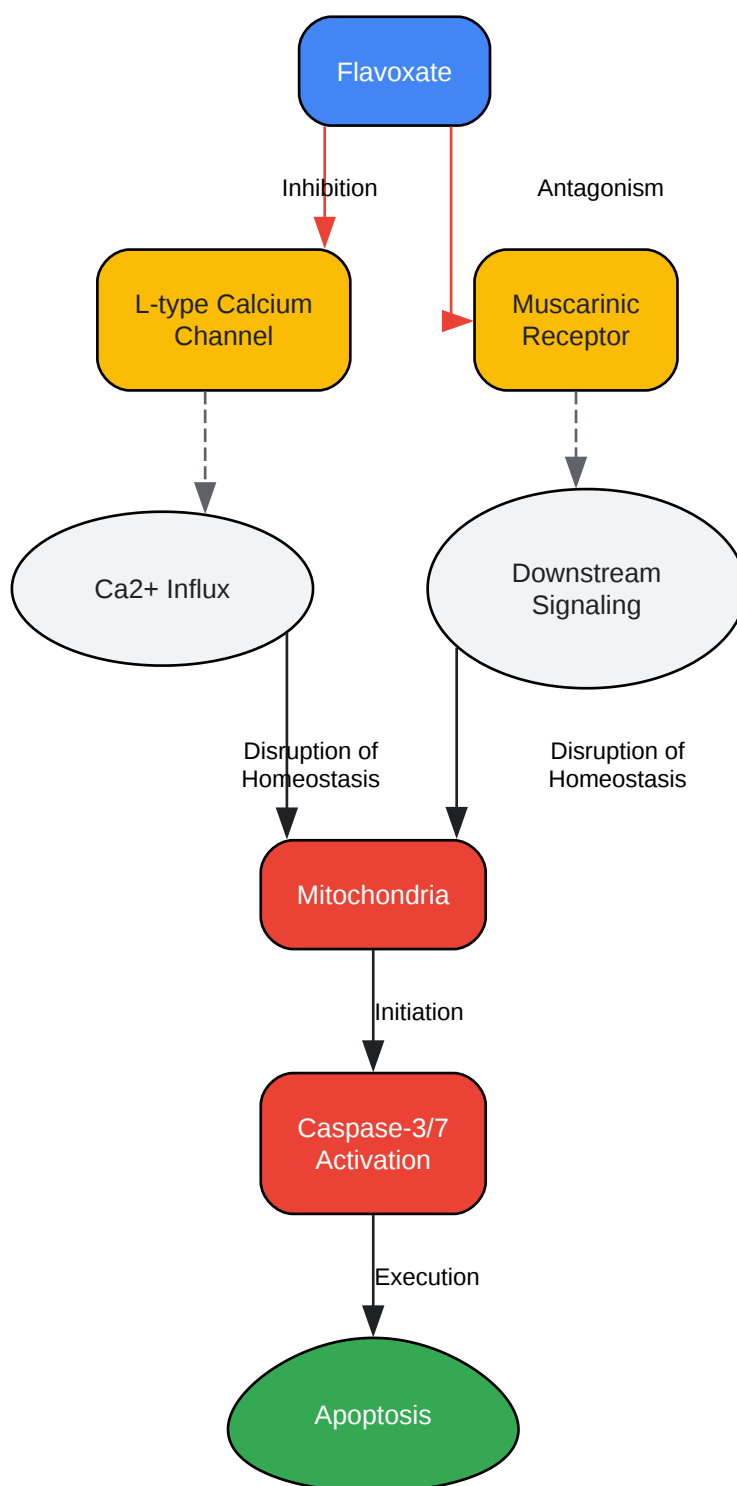 Flavoxate
Inhibition
Antagonism
L-type Calcium
Channel
Muscarinic
Receptor
Ca2+ Influx
Downstream
Signaling
Disruption of
Homeostasis
Disruption of
Homeostasis
Mitochondria
Initiation
Caspase-3/7
Activation
Execution
Apoptosis